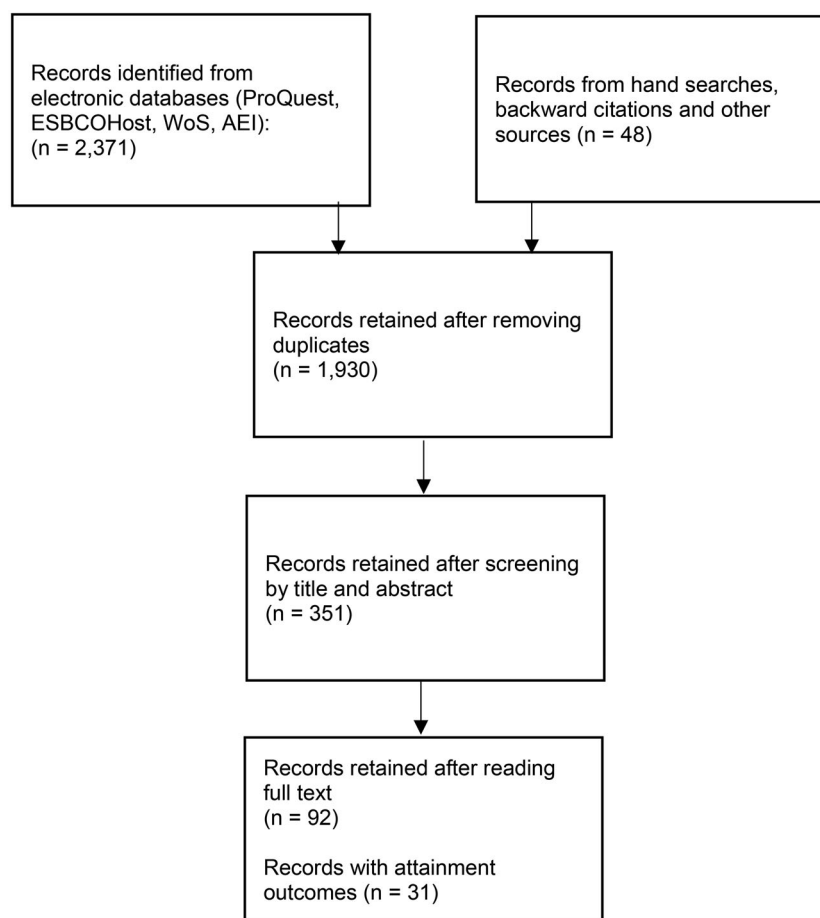 Records identified from
electronic databases (ProQuest,
ESBCOHost, WoS, AEI):
(n = 2,371)
Records from hand searches,
backward citations and other
sources (n = 48)
Records retained after removing
duplicates
(n = 1,930)
Records retained after screening
by title and abstract
(n = 351)
Records retained after reading
full text
(n = 92)
Records with attainment
outcomes (n = 31)